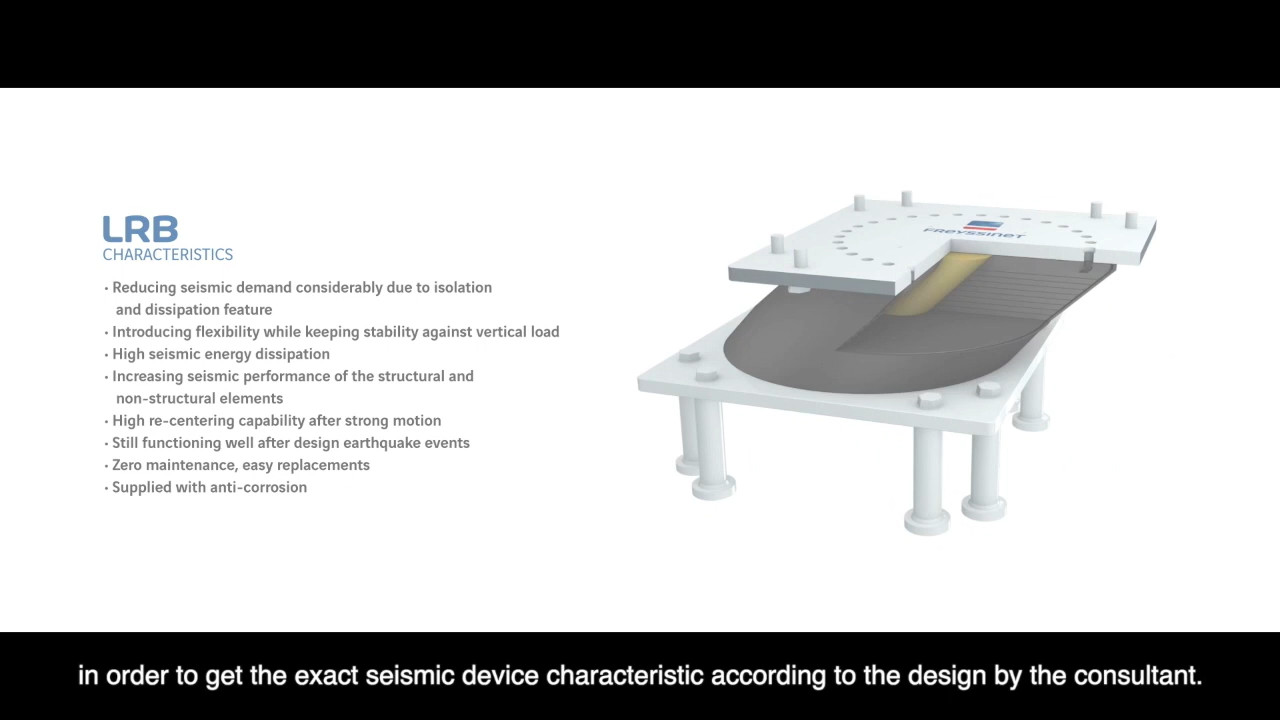 LRB
CHARACTERISTICS
· Reducing seismic demand considerably due to isolation
and dissipation feature
· Introducing flexibility while keeping stability against vertical load
· High seismic energy dissipation
· Increasing seismic performance of the structural and
non-structural elements
· High re-centering capability after strong motion
· Still functioning well after design earthquake events
· Zero maintenance, easy replacements
· Supplied with anti-corrosion
FREYSSINET
in order to get the exact seismic device characteristic according to the design by the consultant.